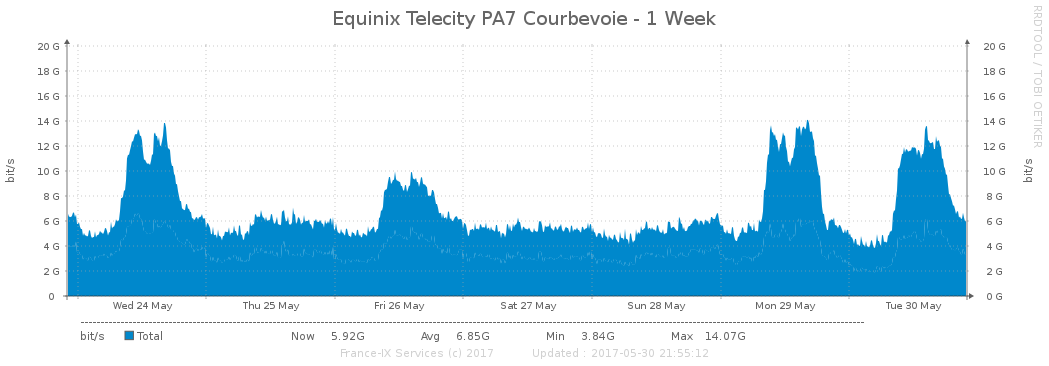 Equinix Telecity PA7 Courbevoie - 1 Week
RRDTOOL / TOBI OETIKER
bit/s
20 G 20 G
18 G 18 G
16 G 16 G
14 G 14 G
12 G 12 G
10 G 10 G
8 G 8 G
6 G 6 G
4 G 4 G
2 G 2 G
0 0 G
bit/s
Wed 24 May Thu 25 May Fri 26 May Sat 27 May Sun 28 May Mon 29 May Tue 30 May
bit/s Total Now 5.92G Avg 6.85G Min 3.84G Max 14.07G
France-IX Services (c) 2017 Updated : 2017-05-30 21:55:12